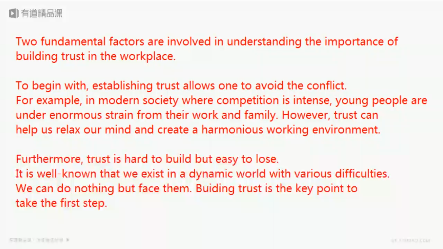 有道精品课
Two fundamental factors are involved in understanding the importance of
building trust in the workplace.
To begin with, establishing trust allows one to avoid the conflict.
For example, in modern society where competition is intense, young people are
under enormous strain from their work and family. However, trust can
help us relax our mind and create a harmonious working environment.
Furthermore, trust is hard to build but easy to lose.
It is well-known that we exist in a dynamic world with various difficulties.
We can do nothing but face them. Buiding trust is the key point to
take the first step.